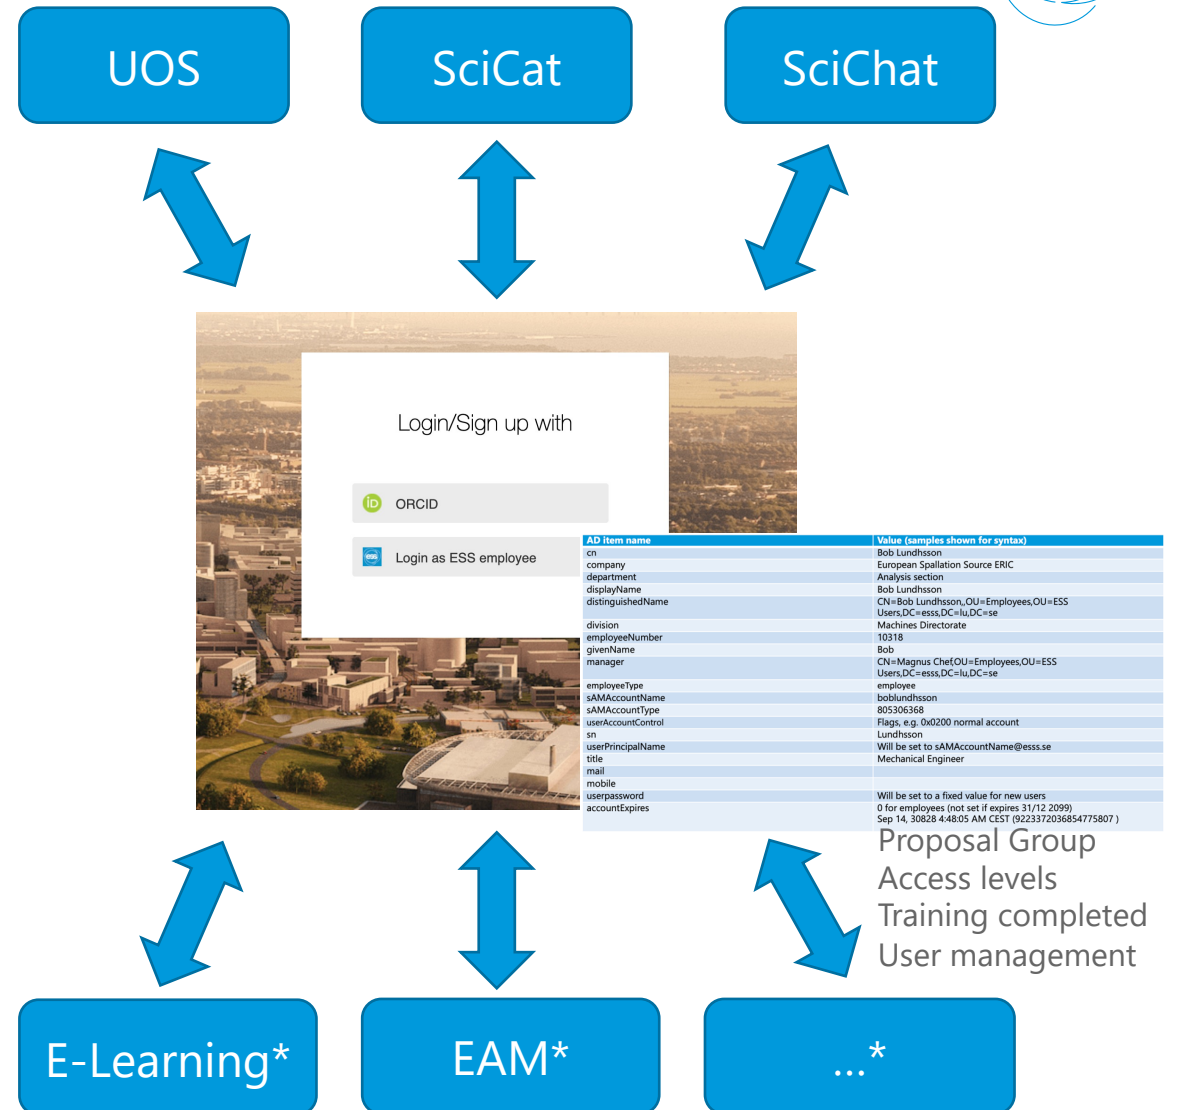 UOS
SciCat
SciChat
Login/Sign up with
iD ORCID
ess Login as ESS employee
AD item name Value (samples shown for syntax)
cn Bob Lundhsson
company European Spallation Source ERIC
department Analysis section
displayName Bob Lundhsson
distinguishedName CN=Bob Lundhsson,,OU=Employees,OU=ESS
Users,DC=esss,DC=lu,DC=se
division Machines Directorate
employeeNumber 10318
givenName Bob
manager CN=Magnus Chef,OU=Employees,OU=ESS
Users,DC=esss,DC=lu,DC=se
employeeType employee
sAMAccountName boblundhsson
sAMAccountType 805306368
userAccountControl Flags, e.g. 0x0200 normal account
sn Lundhsson
userPrincipalName Will be set to sAMAccountName@esss.se
title Mechanical Engineer
mail
mobile
userpassword Will be set to a fixed value for new users
accountExpires 0 for employees (not set if expires 31/12 2099)
Sep 14, 30828 4:48:05 AM CEST (9223372036854775807 )
Proposal Group
Access levels
Training completed
User management
E-Learning*
EAM*
...*